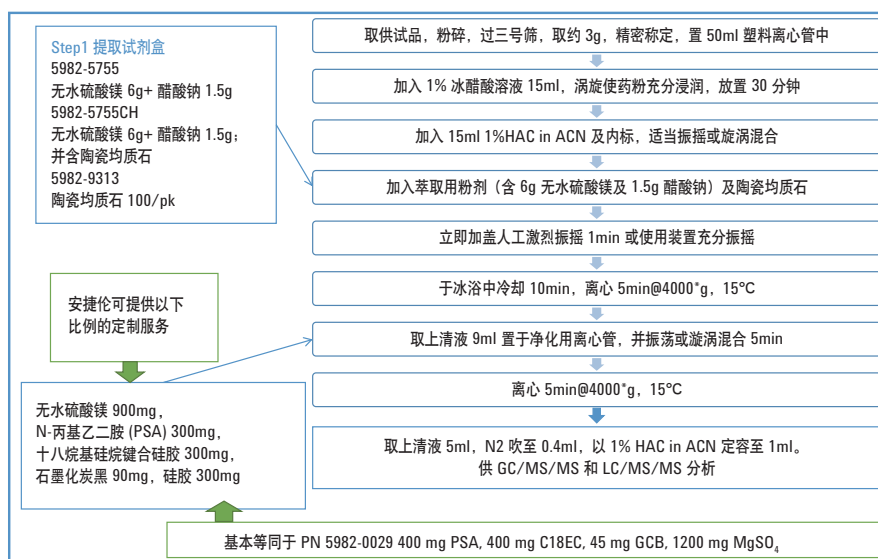 Step1 提取试剂盒
5982-5755
无水硫酸镁 6g+ 醋酸钠 1.5g
5982-5755CH
无水硫酸镁 6g+ 醋酸钠 1.5g；
并含陶瓷均质石
5982-9313
陶瓷均质石 100/pk
安捷伦可提供以下
比例的定制服务
无水硫酸镁 900mg，
N-丙基乙二胺 (PSA) 300mg，
十八烷基硅烷键合硅胶 300mg，
石墨化炭黑 90mg，硅胶 300mg
取供试品，粉碎，过三号筛，取约 3g，精密称定，置 50ml 塑料离心管中
加入 1% 冰醋酸溶液 15ml，涡旋使药粉充分浸润，放置 30 分钟
加入 15ml 1%HAC in ACN 及内标，适当振摇或旋涡混合
加入萃取用粉剂（含 6g 无水硫酸镁及 1.5g 醋酸钠）及陶瓷均质石
立即加盖人工激烈振摇 1min 或使用装置充分振摇
于冰浴中冷却 10min，离心 5min@4000*g，15°C
取上清液 9ml 置于净化用离心管，并振荡或漩涡混合 5min
离心 5min@4000*g，15°C
取上清液 5ml，N2 吹至 0.4ml，以 1% HAC in ACN 定容至 1ml。
供 GC/MS/MS 和 LC/MS/MS 分析
基本等同于 PN 5982-0029 400 mg PSA, 400 mg C18EC, 45 mg GCB, 1200 mg MgSO₄